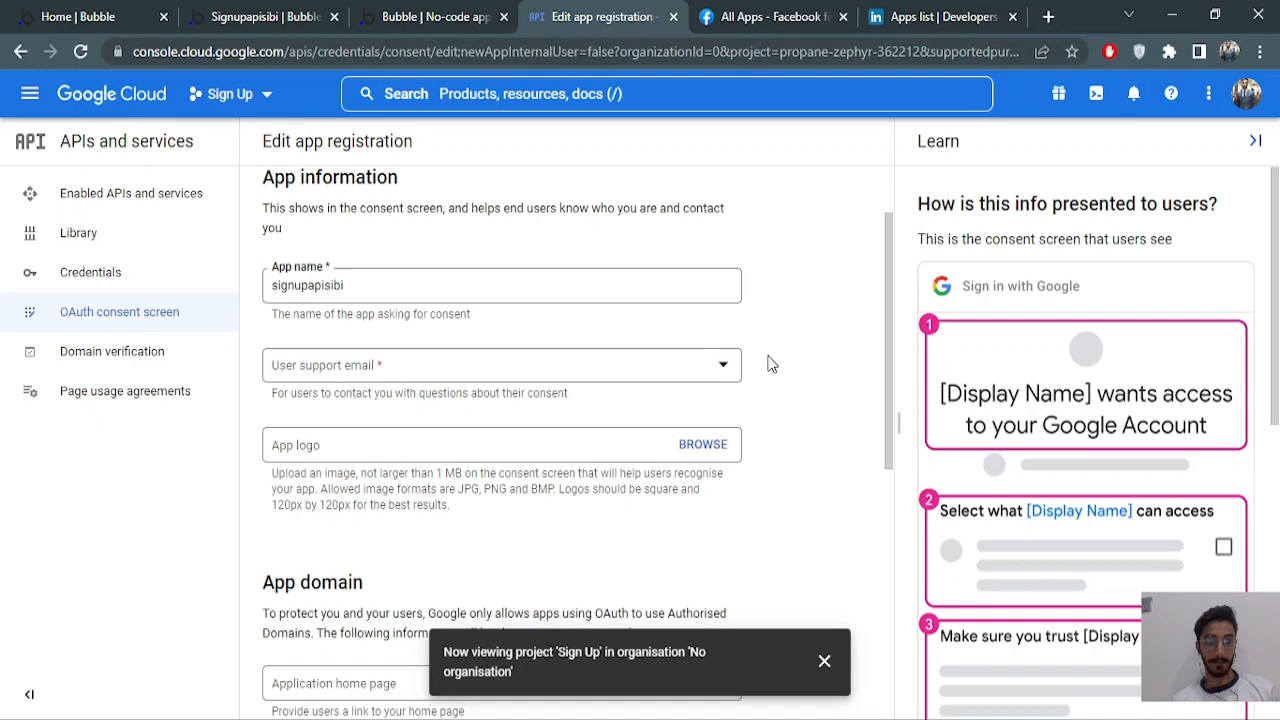 Home | Bubble
Signupapisibi | Bubble
Bubble | No-code app
API Edit app registration -
All Apps - Facebook fo
Apps list | Developers
console.cloud.google.com/apis/credentials/consent/edit:newAppInternalUser=false?organizationId=0&project=propane-zephyr-362212&supportedpur...
Google Cloud
Sign Up
Search Products, resources, docs (/)
API APIs and services
Enabled APIs and services
Library
Credentials
OAuth consent screen
Domain verification
Page usage agreements
Edit app registration
App information
This shows in the consent screen, and helps end users know who you are and contact
you
App name *
signupapisibi
The name of the app asking for consent
User support email *
For users to contact you with questions about their consent
App logo
BROWSE
Upload an image, not larger than 1 MB on the consent screen that will help users recognise
your app. Allowed image formats are JPG, PNG and BMP. Logos should be square and
120px by 120px for the best results.
App domain
To protect you and your users, Google only allows apps using OAuth to use Authorised
Domains. The following inform
Application home page
Provide users a link to your home page
Now viewing project 'Sign Up' in organisation 'No
organisation'
Learn
How is this info presented to users?
This is the consent screen that users see
Sign in with Google
1
[Display Name] wants access
to your Google Account
2
Select what [Display Name] can access
3
Make sure you trust [Display